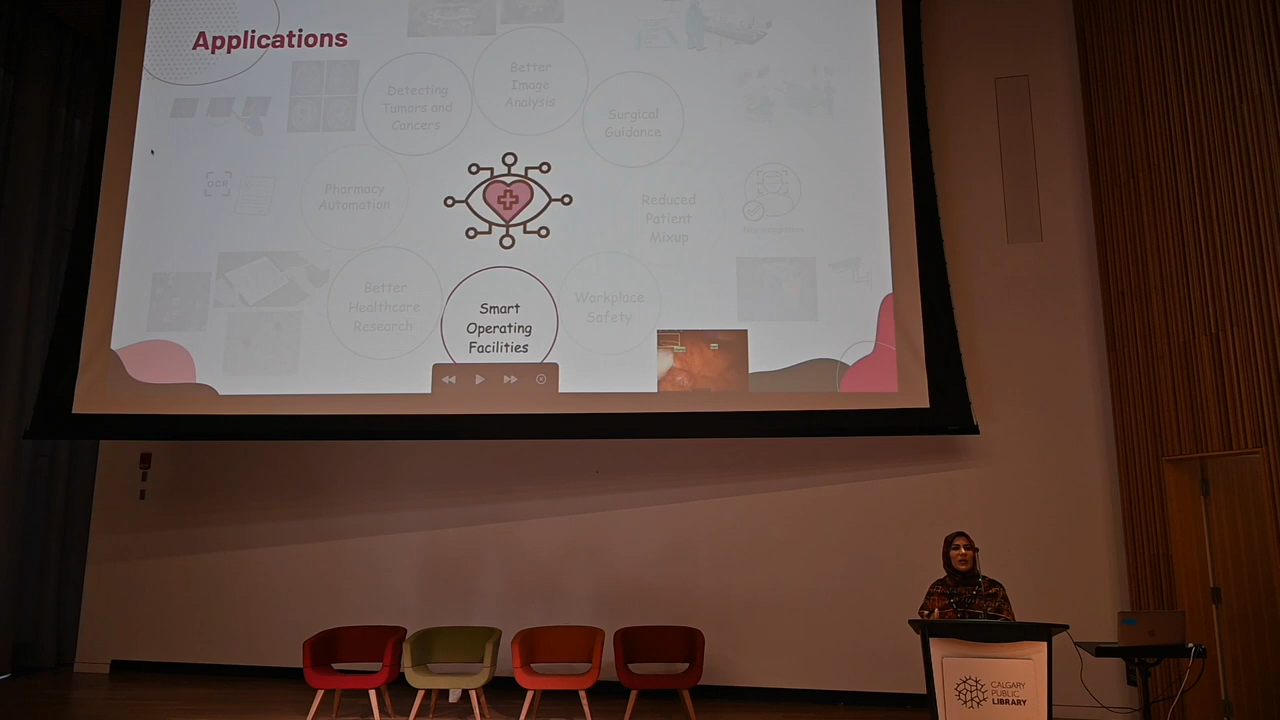 Applications
Better
Image
Analysis
Detecting
Tumors and
Cancers
Surgical
Guidance
OCR
Pharmacy
Automation
Reduced
Patient
Mixup
Better
Healthcare
Research
Smart
Operating
Facilities
Workplace
Safety
CALGARY
PUBLIC
LIBRARY